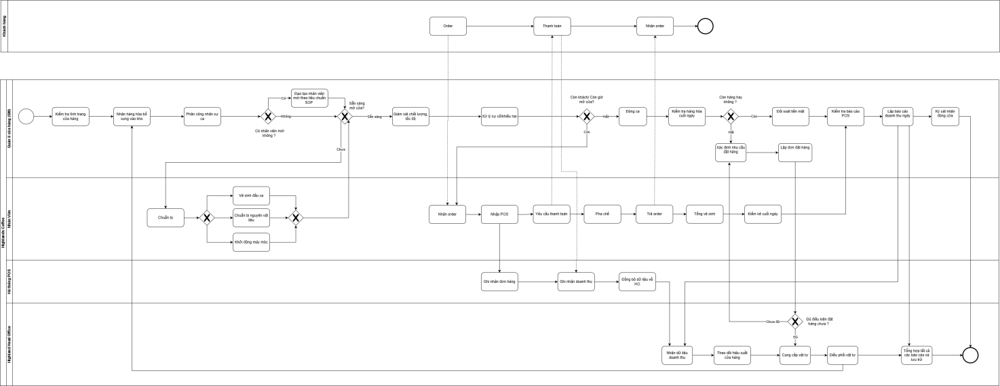 Khách hàng
Order
Thanh toán
Nhận order
Highlands Coffee
Quản lí cửa hàng (SM)
Kiểm tra tình trạng
cửa hàng
Nhận hàng hóa bổ
sung vào kho
Phân công nhân sự
ca
Có nhân viên mới
không ?
Có
Không
Đạo tạo nhân viên
mới theo tiêu chuẩn
SOP
Sẵn sàng
mở cửa?
Sẵn sàng
Chưa
Giám sát chất lượng,
tốc độ
Xử lý sự cố/khiếu nại
Còn khách/ Còn giờ
mở cửa?
Hết
Còn
Đóng ca
Kiểm tra hàng hóa
cuối ngày
Còn hàng hay
không ?
Còn
Hết
Đối soát tiền mặt
Kiểm tra báo cáo
POS
Lập báo cáo
doanh thu ngày
Ký sát nhận
đóng cửa
Xác định nhu cầu
đặt hàng
Lập đơn đặt hàng
Nhân Viên
Chuẩn bị
Vệ sinh đầu ca
Chuẩn bị nguyên vật
liệu
Khởi động máy móc
Nhận order
Nhập POS
Yêu cầu thanh toán
Pha chế
Trả order
Tổng vệ sinh
Kiểm kê cuối ngày
Hệ thống POS
Ghi nhận đơn hàng
Ghi nhận doanh thu
Đồng bộ dữ liệu về
HO
Highland Head Office
Chưa đủ
Đủ điều kiện đặt
hàng chưa ?
Đủ
Nhận dữ liệu
doanh thu
Theo dõi hiệu suất
cửa hàng
Cung cấp vật tư
Điều phối vật tư
Tổng hợp tất cả
các báo cáo và
lưu trữ